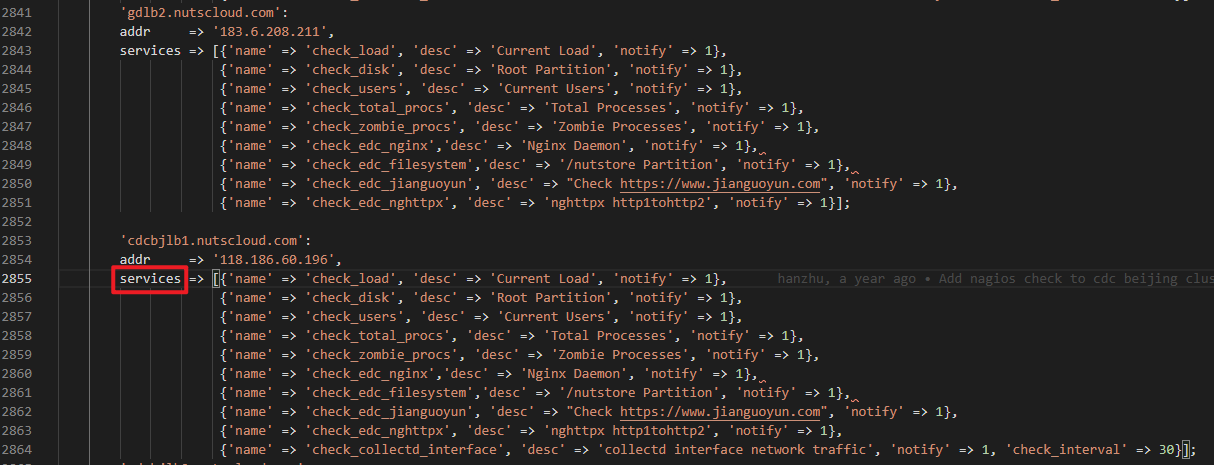 2841 'gdlb2.nutscloud.com':
2842 addr => '183.6.208.211',
2843 services => [{'name' => 'check_load', 'desc' => 'Current Load', 'notify' => 1},
2844 {'name' => 'check_disk', 'desc' => 'Root Partition', 'notify' => 1},
2845 {'name' => 'check_users', 'desc' => 'Current Users', 'notify' => 1},
2846 {'name' => 'check_total_procs', 'desc' => 'Total Processes', 'notify' => 1},
2847 {'name' => 'check_zombie_procs', 'desc' => 'Zombie Processes', 'notify' => 1},
2848 {'name' => 'check_edc_nginx','desc' => 'Nginx Daemon', 'notify' => 1},
2849 {'name' => 'check_edc_filesystem','desc' => '/nutstore Partition', 'notify' => 1},
2850 {'name' => 'check_edc_jianguoyun', 'desc' => "Check https://www.jianguoyun.com", 'notify' => 1},
2851 {'name' => 'check_edc_nghttpx', 'desc' => 'nghttpx http1tohttp2', 'notify' => 1}];
2852
2853 'cdcbjlb1.nutscloud.com':
2854 addr => '118.186.60.196',
2855 services => [{'name' => 'check_load', 'desc' => 'Current Load', 'notify' => 1}, hanzhu, a year ago • Add nagios check to cdc beijing clus
2856 {'name' => 'check_disk', 'desc' => 'Root Partition', 'notify' => 1},
2857 {'name' => 'check_users', 'desc' => 'Current Users', 'notify' => 1},
2858 {'name' => 'check_total_procs', 'desc' => 'Total Processes', 'notify' => 1},
2859 {'name' => 'check_zombie_procs', 'desc' => 'Zombie Processes', 'notify' => 1},
2860 {'name' => 'check_edc_nginx','desc' => 'Nginx Daemon', 'notify' => 1},
2861 {'name' => 'check_edc_filesystem','desc' => '/nutstore Partition', 'notify' => 1},
2862 {'name' => 'check_edc_jianguoyun', 'desc' => "Check https://www.jianguoyun.com", 'notify' => 1},
2863 {'name' => 'check_edc_nghttpx', 'desc' => 'nghttpx http1tohttp2', 'notify' => 1},
2864 {'name' => 'check_collectd_interface', 'desc' => 'collectd interface network traffic', 'notify' => 1, 'check_interval' => 30}];